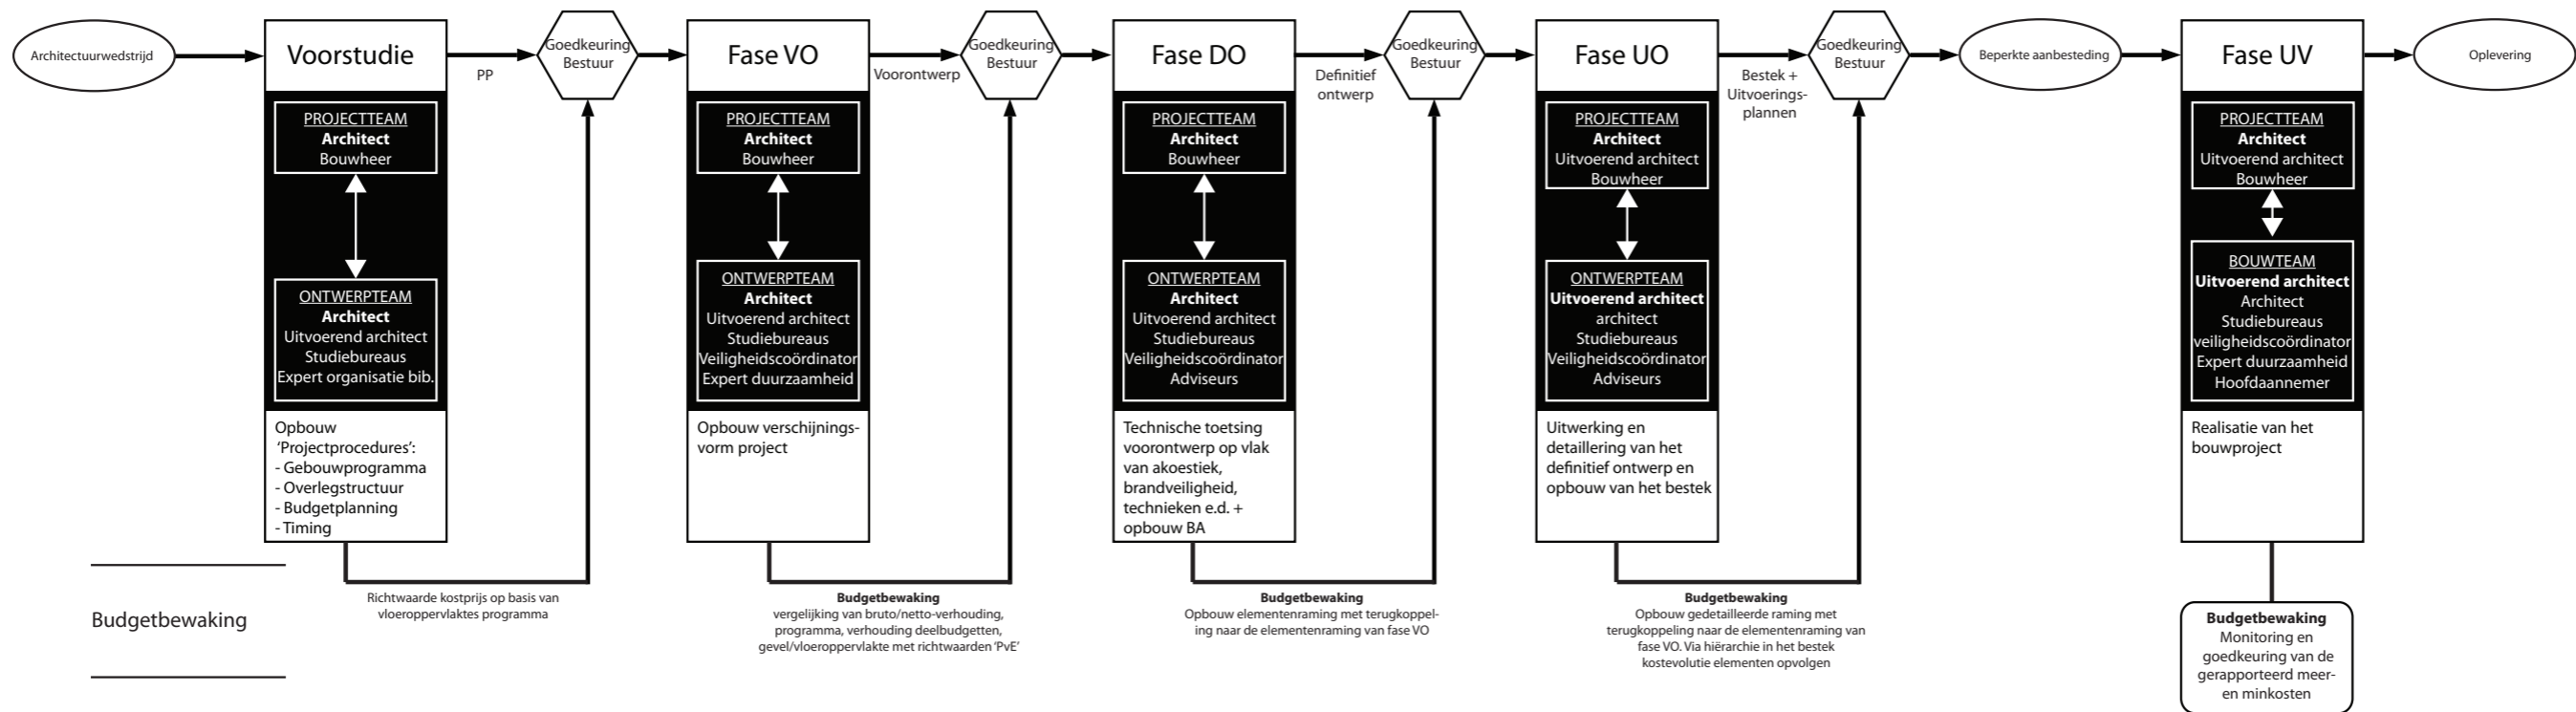 Architectuurwedstrijd
Voorstudie
PP
Goedkeuring
Bestuur
Fase VO
Voorontwerp
Goedkeuring
Bestuur
Fase DO
Definitief
ontwerp
Goedkeuring
Bestuur
Fase UO
Bestek +
Uitvoerings-
plannen
Goedkeuring
Bestuur
Beperkte aanbesteding
Fase UV
Oplevering
PROJECTTEAM
Architect
Bouwheer
ONTWERPTEAM
Architect
Uitvoerend architect
Studiebureaus
Expert organisatie bib.
Opbouw
'Projectprocedures':
- Gebouwprogramma
- Overlegstructuur
- Budgetplanning
- Timing
PROJECTTEAM
Architect
Bouwheer
ONTWERPTEAM
Architect
Uitvoerend architect
Studiebureaus
Veiligheidscoördinator
Expert duurzaamheid
Opbouw verschijnings-
vorm project
PROJECTTEAM
Architect
Bouwheer
ONTWERPTEAM
Architect
Uitvoerend architect
Studiebureaus
Veiligheidscoördinator
Adviseurs
Technische toetsing
voorontwerp op vlak
van akoestiek,
brandveiligheid,
technieken e.d. +
opbouw BA
PROJECTTEAM
Architect
Uitvoerend architect
Bouwheer
ONTWERPTEAM
Uitvoerend architect
architect
Studiebureaus
Veiligheidscoördinator
Adviseurs
Uitwerking en
detaillering van het
definitief ontwerp en
opbouw van het bestek
PROJECTTEAM
Architect
Uitvoerend architect
Bouwheer
BOUWTEAM
Uitvoerend architect
Architect
Studiebureaus
veiligheidscoördinator
Expert duurzaamheid
Hoofdaannemer
Realisatie van het
bouwproject
Budgetbewaking
Richtwaarde kostprijs op basis van
vloeroppervlaktes programma
Budgetbewaking
vergelijking van bruto/netto-verhouding,
programma, verhouding deelbudgetten,
gevel/vloeroppervlakte met richtwaarden 'PvE'
Budgetbewaking
Opbouw elementenraming met terugkoppel-
ing naar de elementenraming van fase VO
Budgetbewaking
Opbouw gedetailleerde raming met
terugkoppeling naar de elementenraming van
fase VO. Via hiërarchie in het bestek
kostevolutie elementen opvolgen
Budgetbewaking
Monitoring en
goedkeuring van de
gerapporteerd meer-
en minkosten